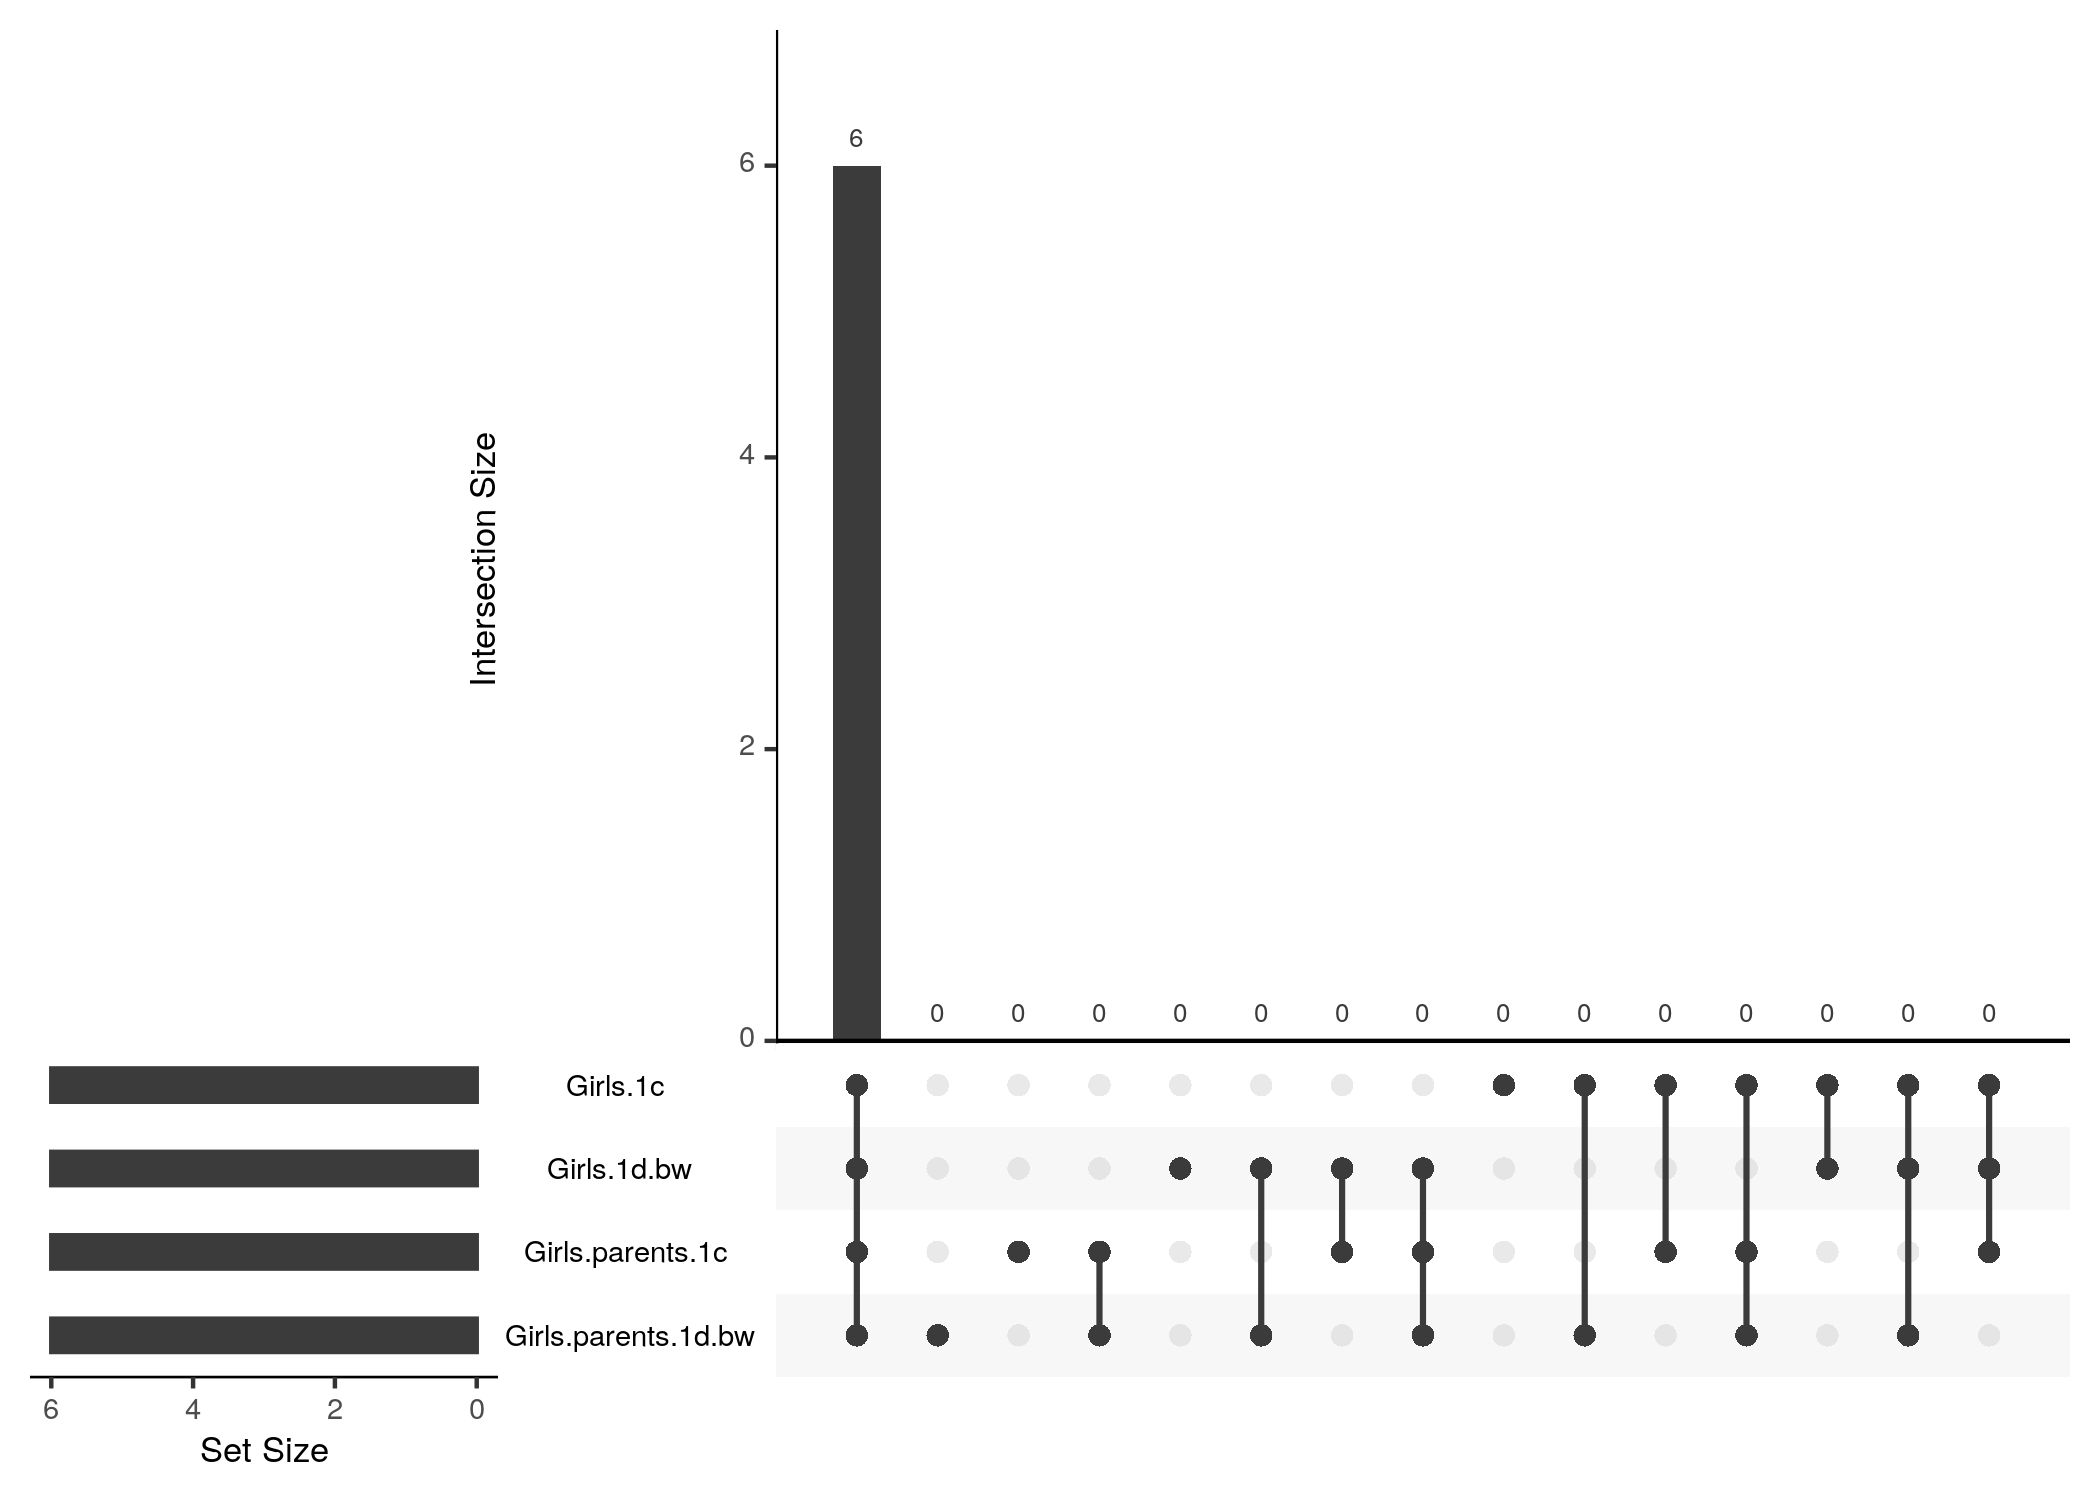 6
6
4
2
0
Intersection Size
0 0 0 0 0 0 0 0 0 0 0 0 0 0
Girls.1c
Girls.1d.bw
Girls.parents.1c
Girls.parents.1d.bw
6 4 2 0
Set Size